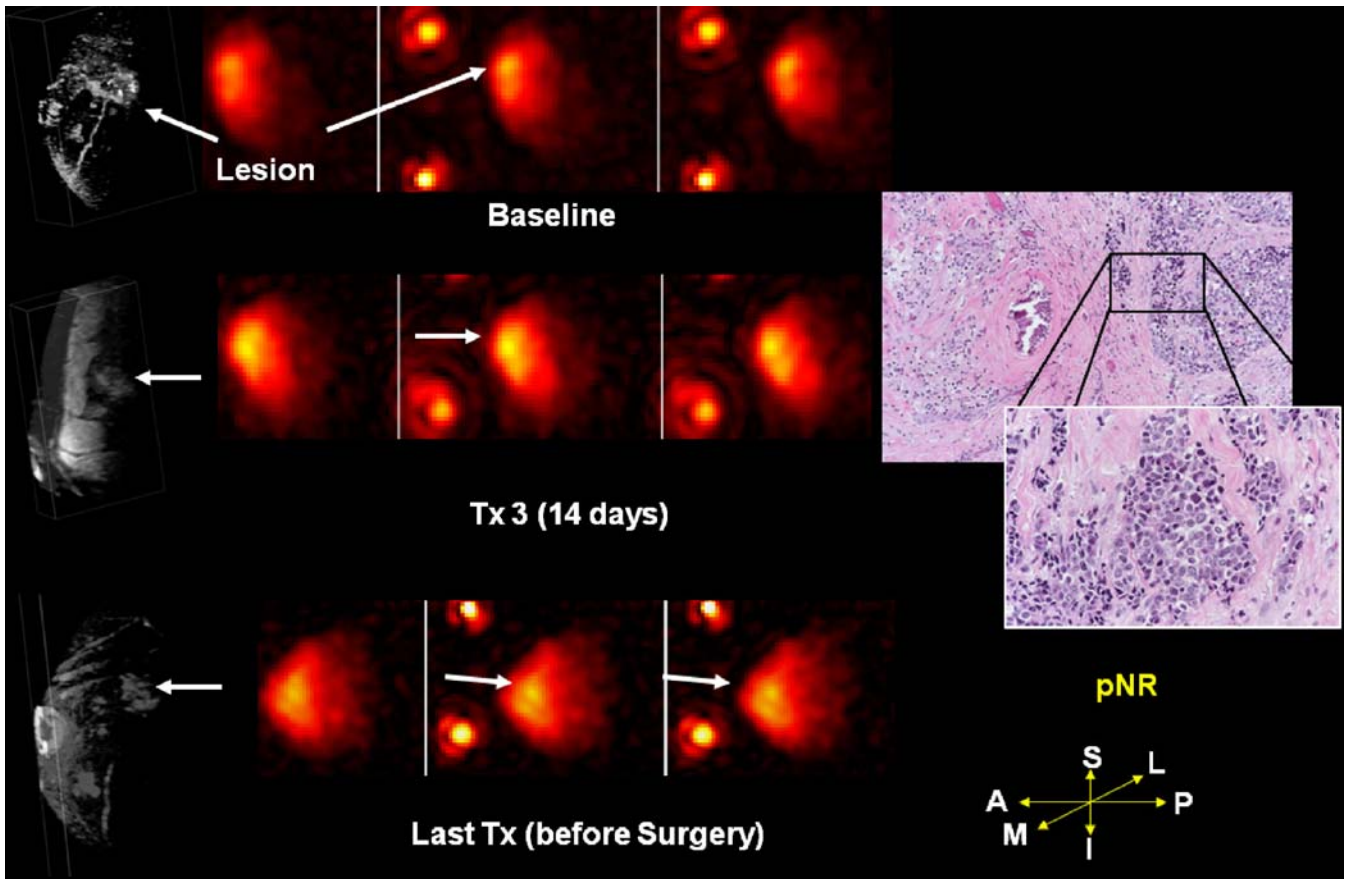 Lesion
Baseline
Tx 3 (14 days)
Last Tx (before Surgery)
pNR
S
L
A
P
M
I